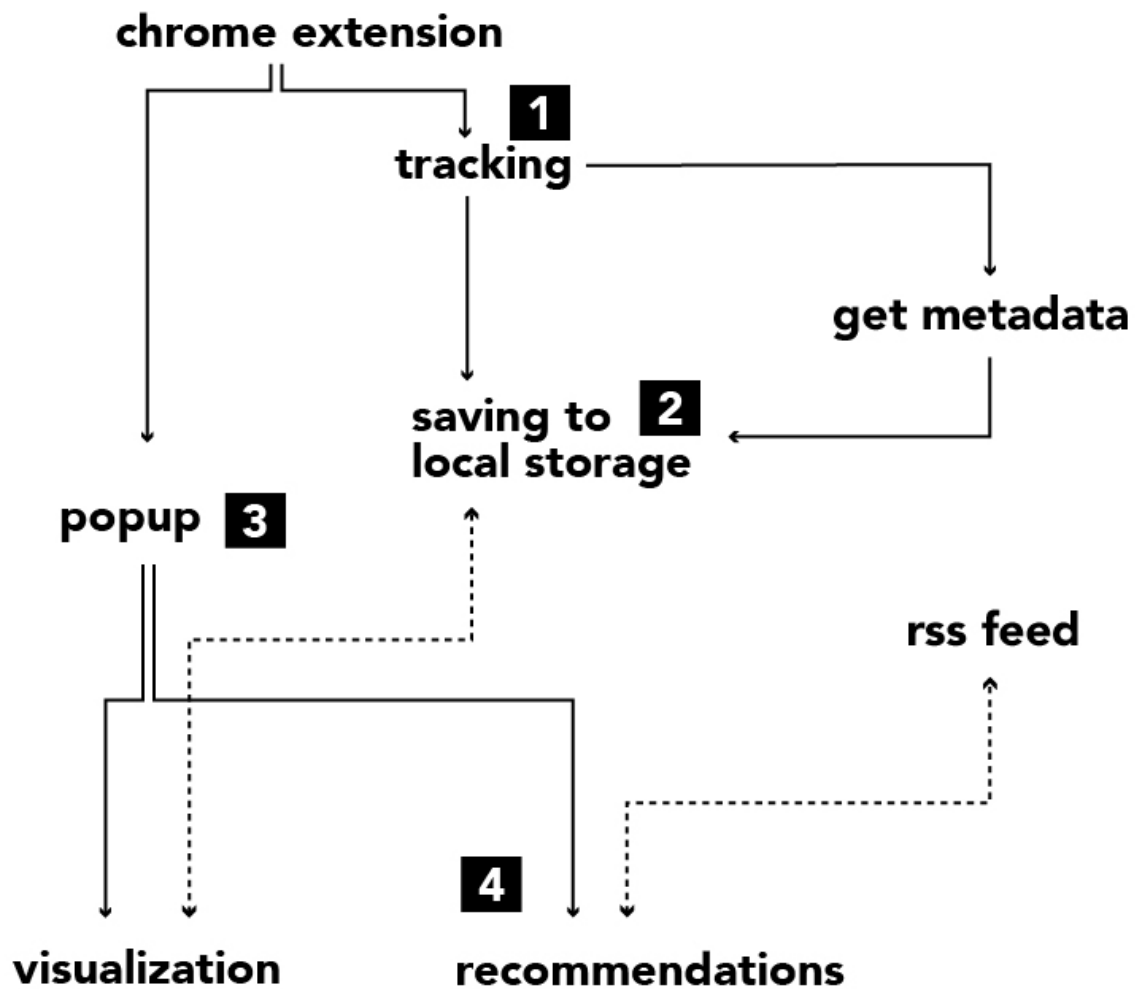 chrome extension
1
tracking
get metadata
saving to 2
local storage
popup 3
rss feed
4
visualization
recommendations